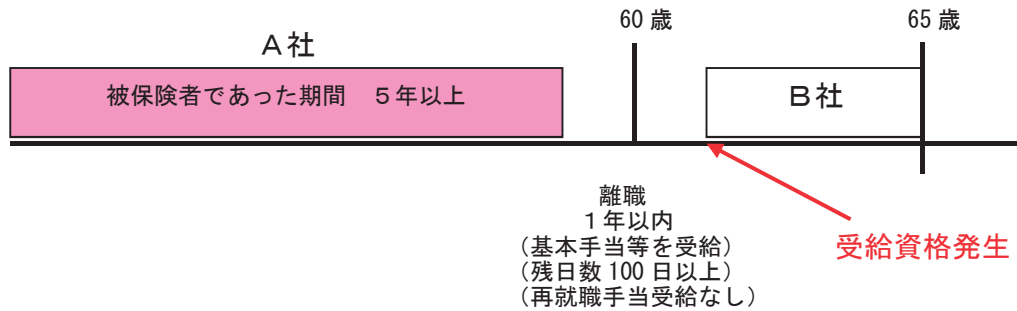 60 歳
65 歳
A社
被保険者であった期間　５年以上
B社
離職
１年以内
(基本手当等を受給)
(残日数 100 日以上)
(再就職手当受給なし)
受給資格発生